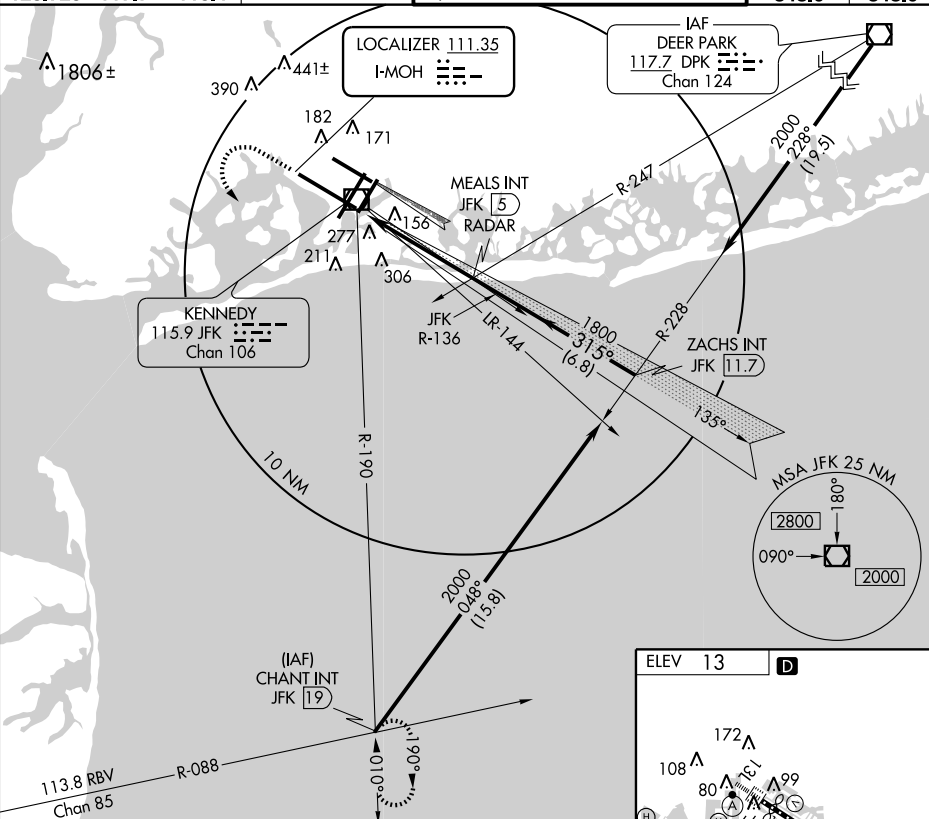 LOCALIZER 111.35
I-MOH
IAF
DEER PARK
117.7 DPK
Chan 124
1806±
441±
390
182
171
2000
228°
(19.5)
R-247
MEALS INT
JFK 5
RADAR
156
277
211
306
KENNEDY
115.9 JFK
Chan 106
JFK
R-136
LR-144
1800
315°
(6.8)
R-228
ZACHS INT
JFK 11.7
135°
R-190
10 NM
MSA JFK 25 NM
180°
2800
090°
2000
2000
048°
(15.8)
(IAF)
CHANT INT
JFK 19
190°
010°
113.8 RBV
Chan 85
R-088
ELEV 13
D
172
108
80
131
99
A
V
H